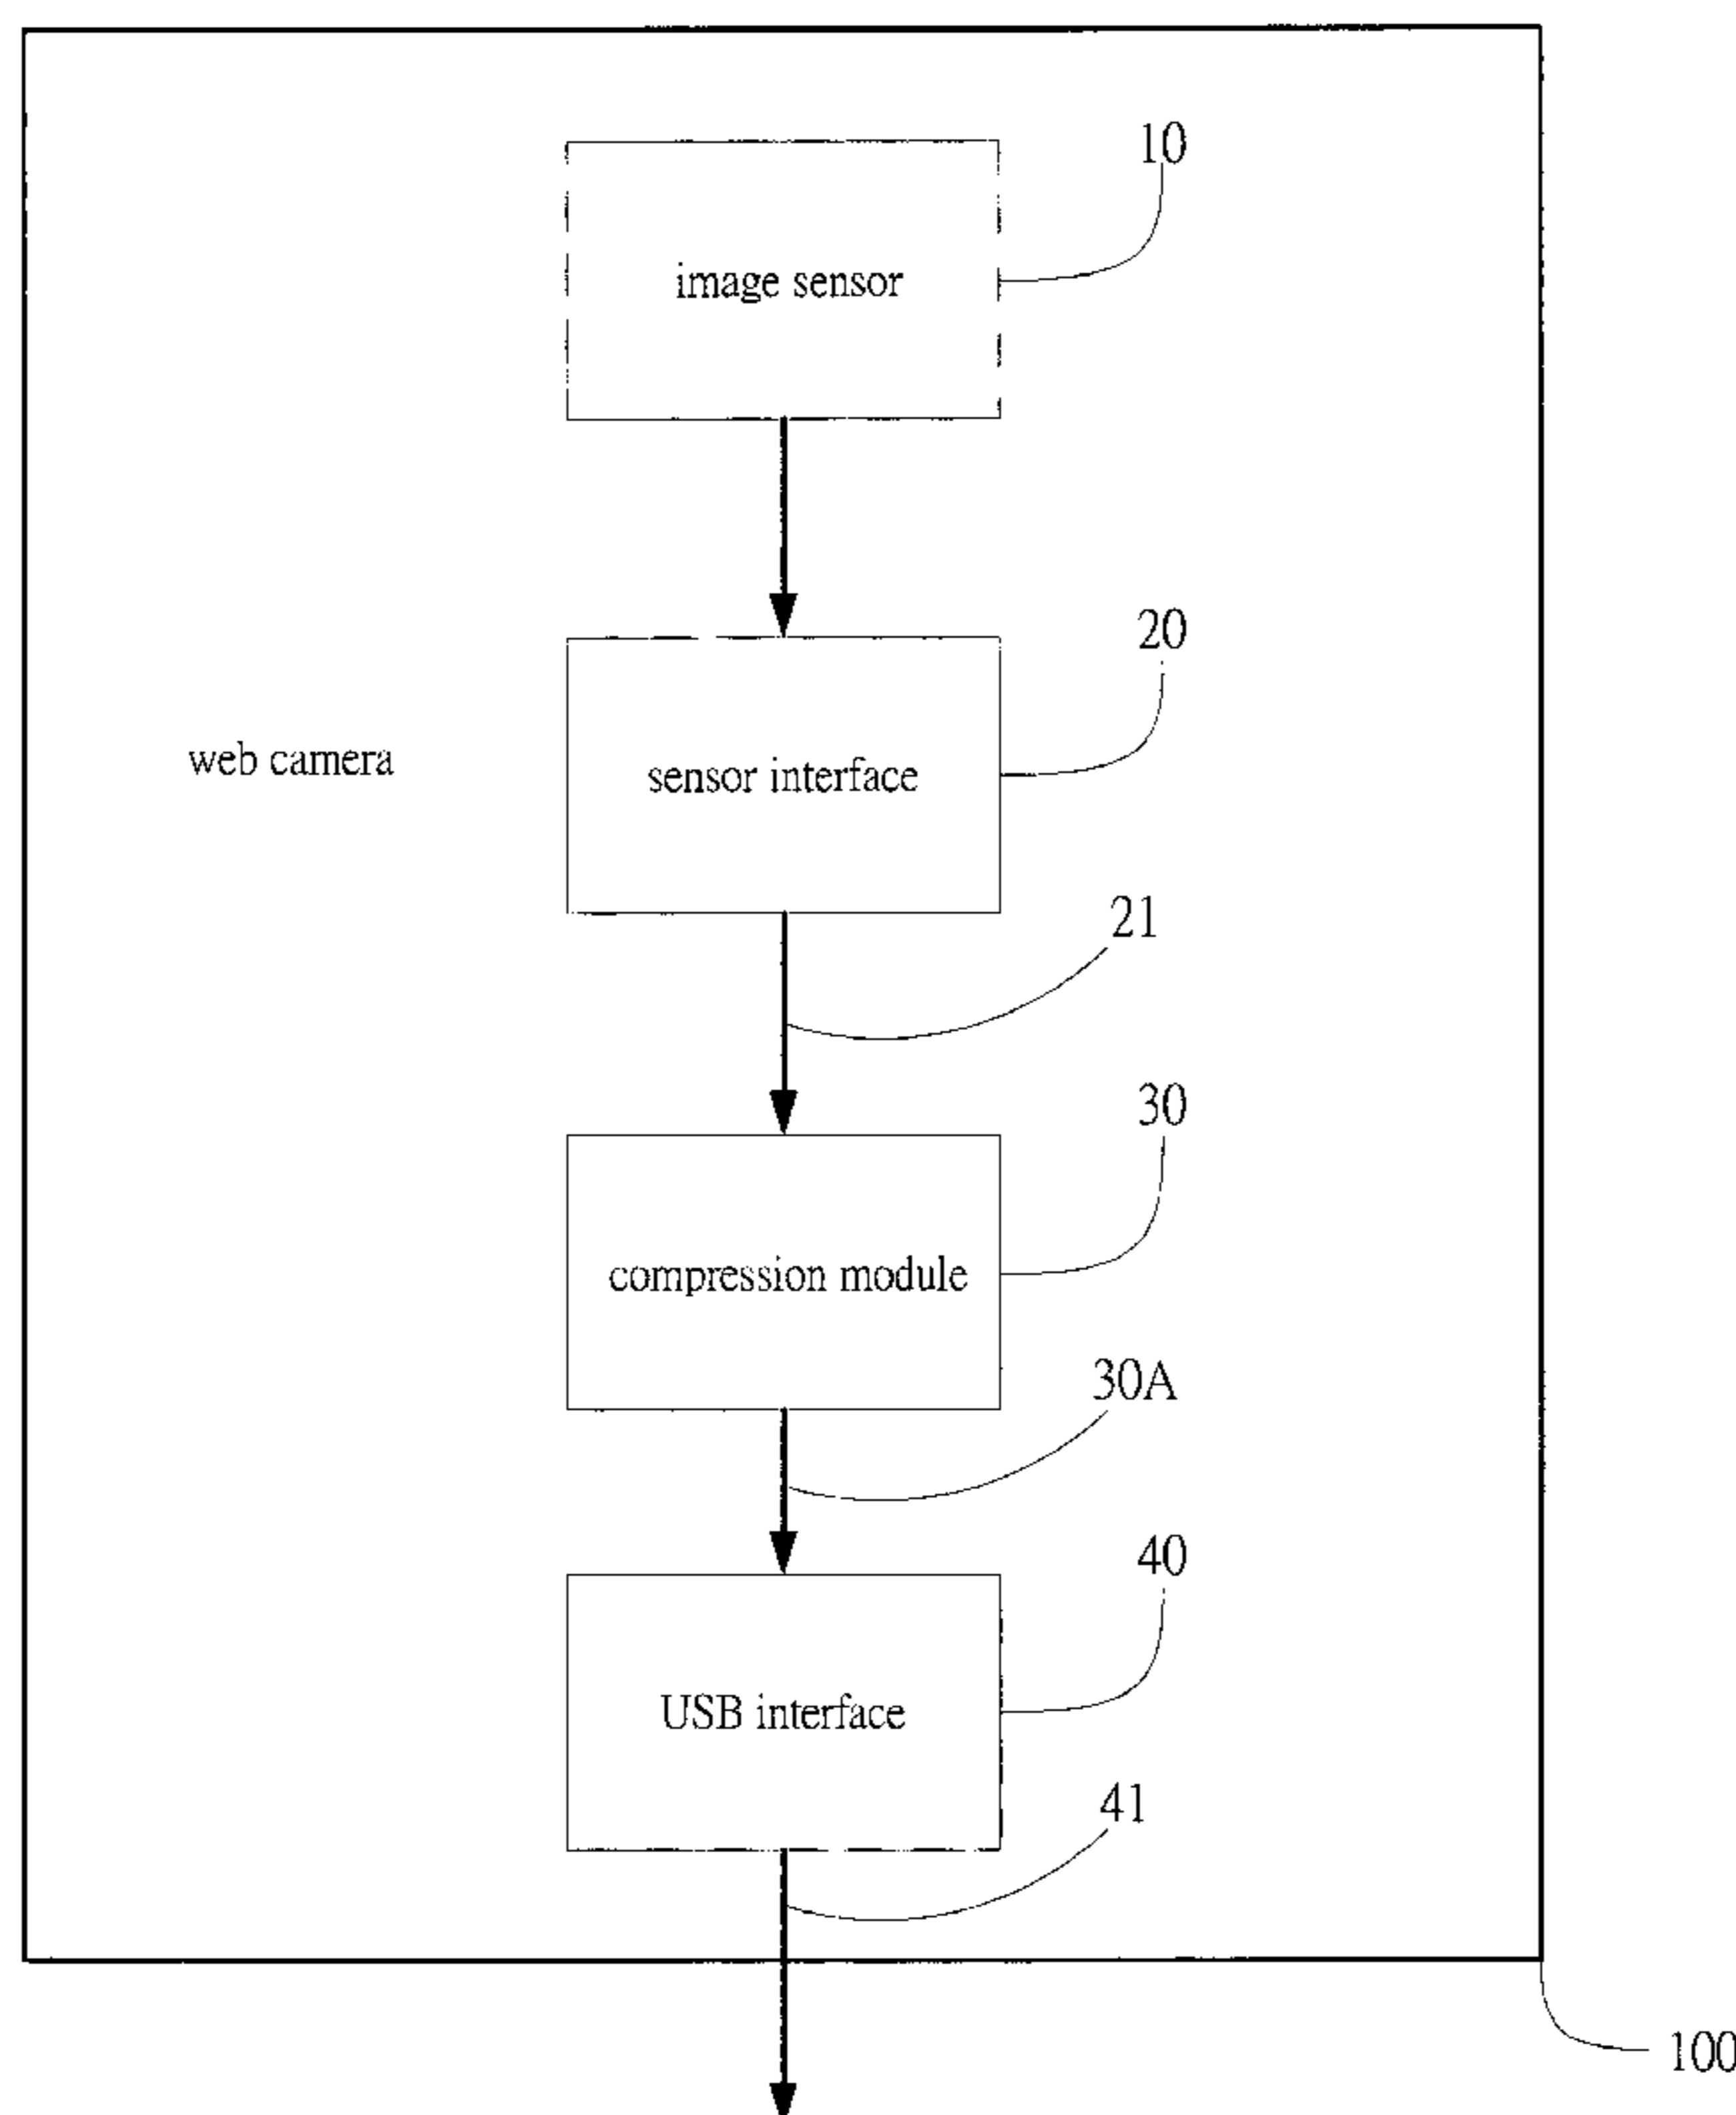 10
image sensor
20
web camera
sensor interface
21
30
compression module
30A
40
USB interface
41
100